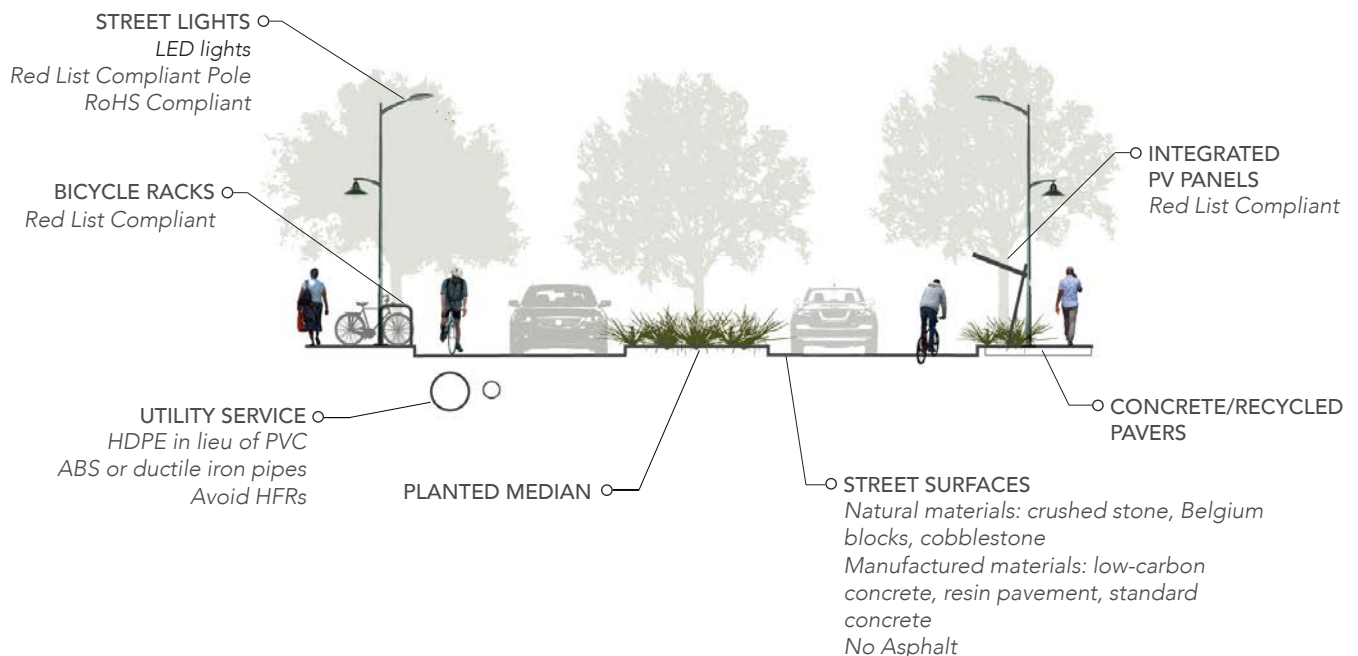 STREET LIGHTS
LED lights
Red List Compliant Pole
RoHS Compliant
BICYCLE RACKS
Red List Compliant
INTEGRATED
PV PANELS
Red List Compliant
UTILITY SERVICE
HDPE in lieu of PVC
ABS or ductile iron pipes
Avoid HFRs
PLANTED MEDIAN
CONCRETE/RECYCLED
PAVERS
STREET SURFACES
Natural materials: crushed stone, Belgium
blocks, cobblestone
Manufactured materials: low-carbon
concrete, resin pavement, standard
concrete
No Asphalt